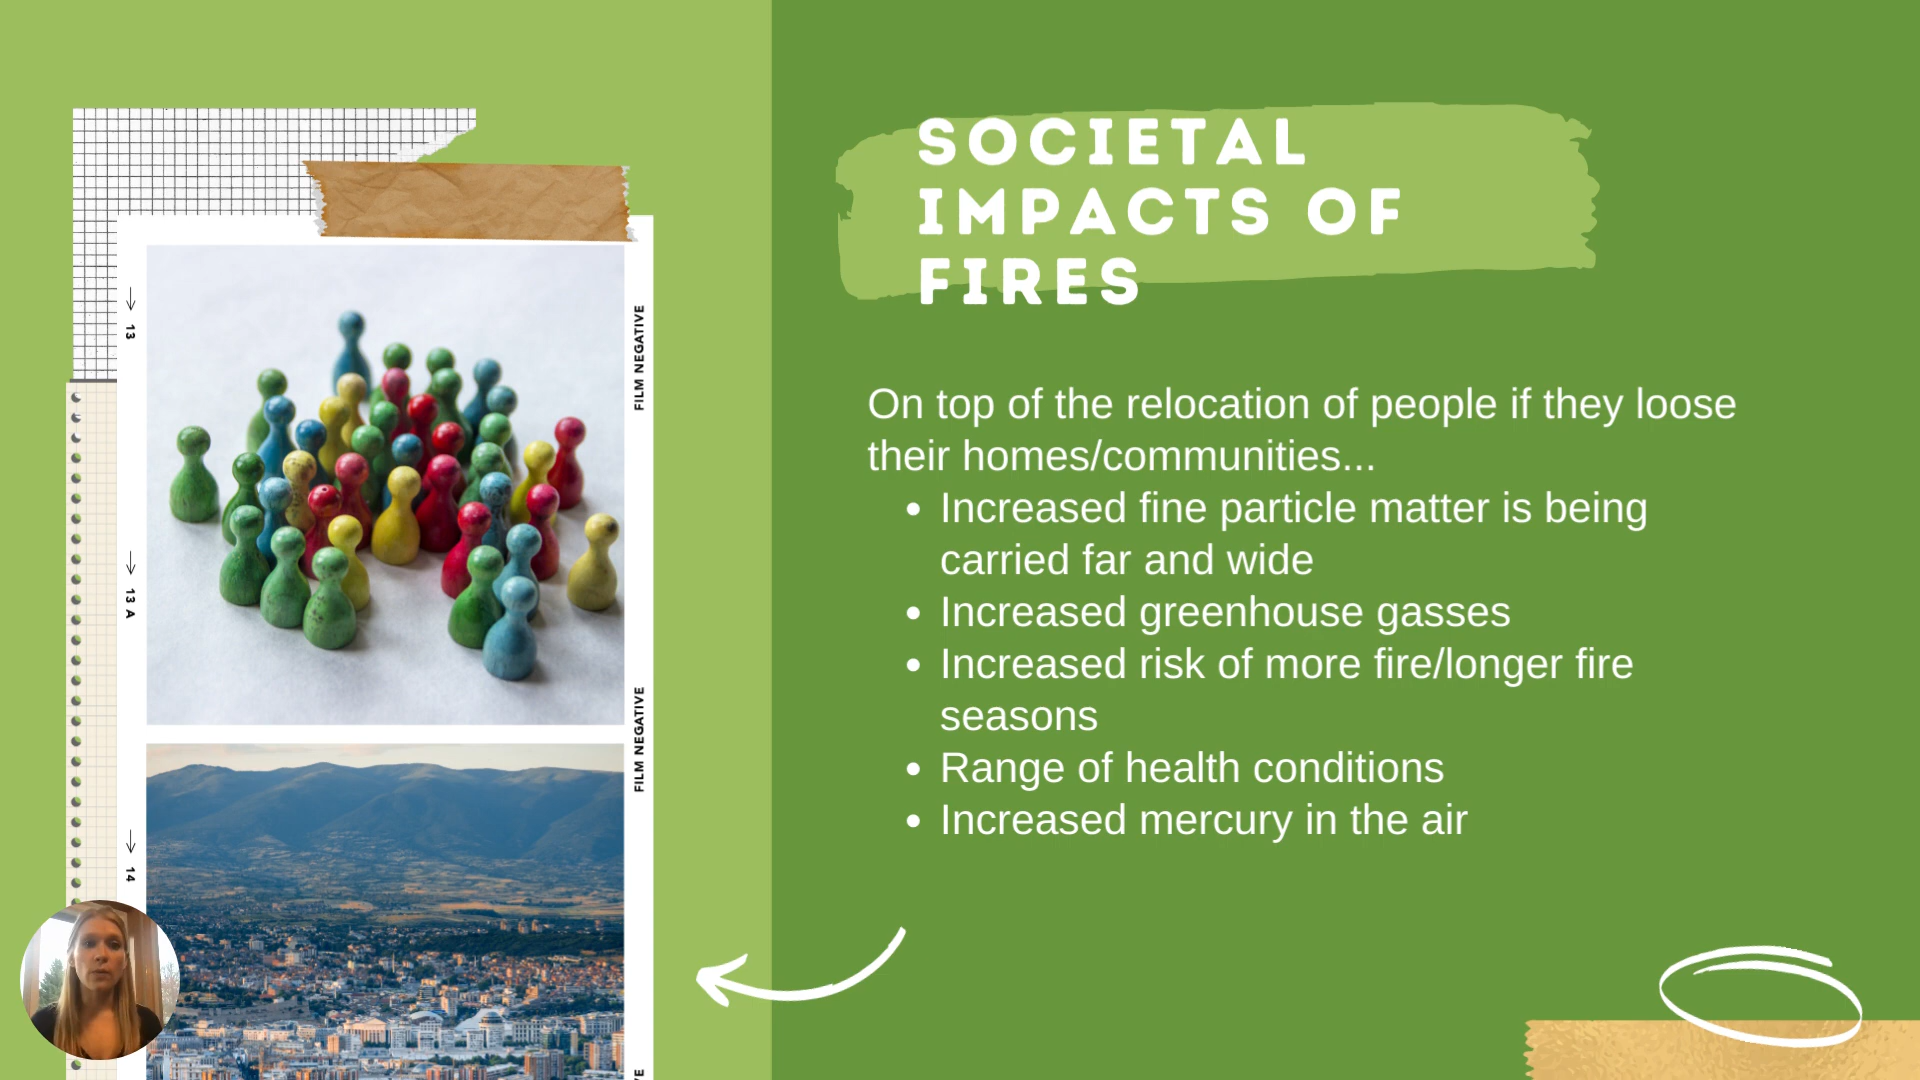 SOCIETAL
IMPACTS OF
FIRES
On top of the relocation of people if they loose
their homes/communities...
• Increased fine particle matter is being
carried far and wide
• Increased greenhouse gasses
• Increased risk of more fire/longer fire
seasons
• Range of health conditions
• Increased mercury in the air
13
13 A
14
FILM NEGATIVE
FILM NEGATIVE
VE